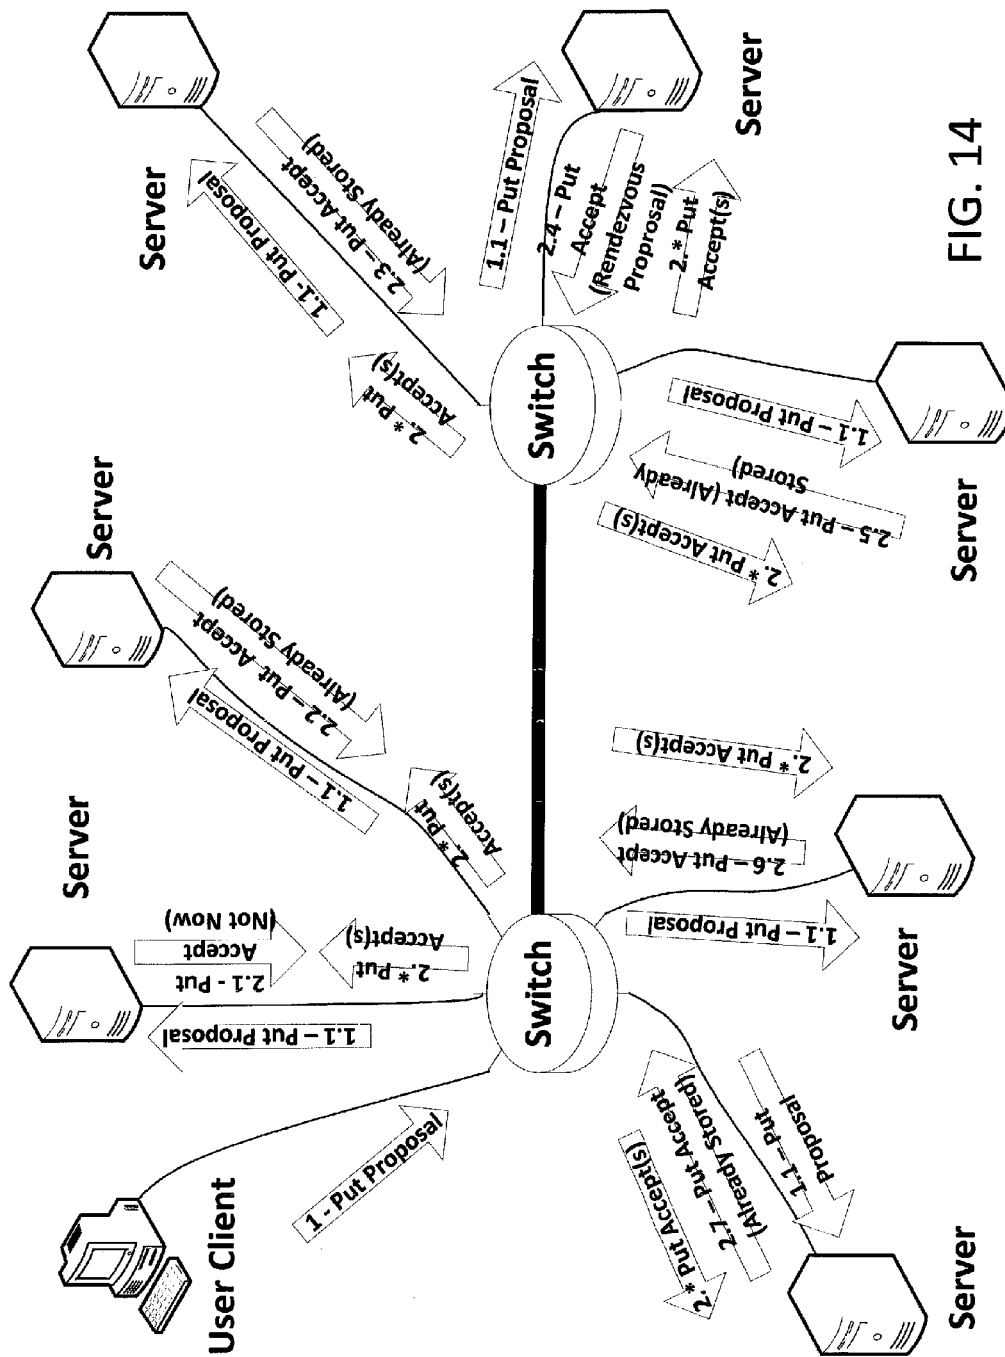 User Client
1 - Put Proposal
Server
1.1 – Put Proposal
2.1 - Put
Accept
(Not Now)
2.* Put
Accept(s)
Server
1.1 – Put Proposal
2.2 – Put Accept
(Already Stored)
2.* Put
Accept(s)
Server
1.1- Put Proposal
2.3 – Put Accept
(Already Stored)
2.* Put
Accept(s)
Switch
Switch
Server
1.1 – Put Proposal
2.7 – Put Accept
(Already Stored)
2.* Put Accept(s)
Server
1.1 – Put Proposal
2.6 – Put Accept
(Already Stored)
2.* Put Accept(s)
Server
1.1 – Put Proposal
2.5 – Put Accept (Already
Stored)
2.* Put Accept(s)
Server
1.1 – Put Proposal
2.4 – Put
Accept
(Rendezvous
Proprosal)
2.* Put
Accept(s)
FIG. 14